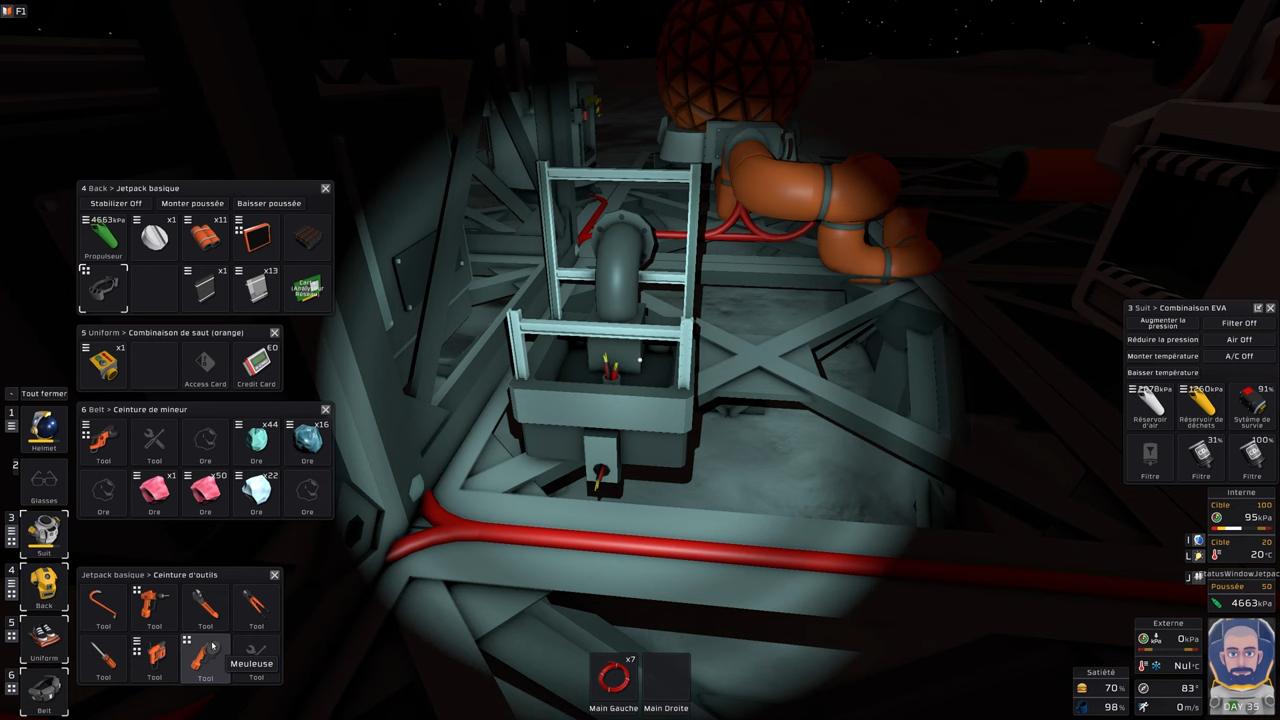 F1
4 Back > Jetpack basique
Stabilizer Off
Monter poussée
Baisser poussée
4663kPa
x1
x11
Propulseur
x1
x13
Carte
(Analyseur
Réseau)
5 Uniform > Combinaison de saut (orange)
x1
€0
Access Card
Credit Card
Tout fermer
6 Belt > Ceinture de mineur
x44
x16
Tool
Tool
Ore
Ore
Ore
x1
x50
x22
Ore
Ore
Ore
Ore
Ore
1
Helmet
2
Glasses
3
Suit
4
Back
5
Uniform
6
Belt
Jetpack basique > Ceinture d'outils
Tool
Tool
Tool
Tool
Meuleuse
Tool
Tool
Tool
Tool
x7
Main Gauche
Main Droite
3 Suit > Combinaison EVA
Augmenter la
pression
Filter Off
Réduire la pression
Air Off
Monter température
A/C Off
Baisser température
1260kPa
91%
Réservoir
d'air
Réservoir de
déchets
Sytème de
survie
31%
100%
Filtre
Filtre
Filtre
Interne
Cible
100
95kPa
Cible
20
20°C
I
L
J
tatusWindowJetpac
Poussée
50
4663kPa
Externe
kPa
0kPa
Nul°C
Satiété
70%
83°
98%
0m/s
DAY 35